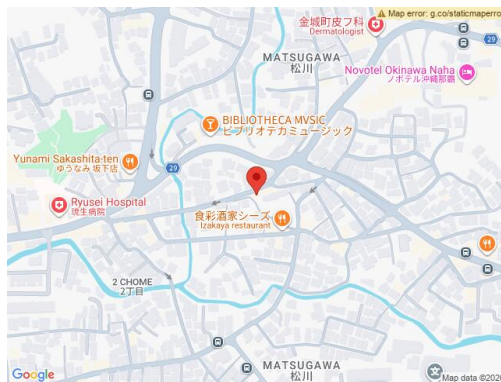 Map error: g.co/staticmaperro
金城町皮フ科
Dermatologist
29
MATSUGAWA
松川
Novotel Okinawa Naha
ノボテル沖縄那覇
BIBLIOTHECA MVSIC
ビブリオテカミュージック
Yunami Sakashita-ten
ゆうなみ 坂下店
29
Ryusei Hospital
琉生病院
食彩酒家シーズ
Izakaya restaurant
2 CHOME
2丁目
MATSUGAWA
松川
Google
Map data ©2026